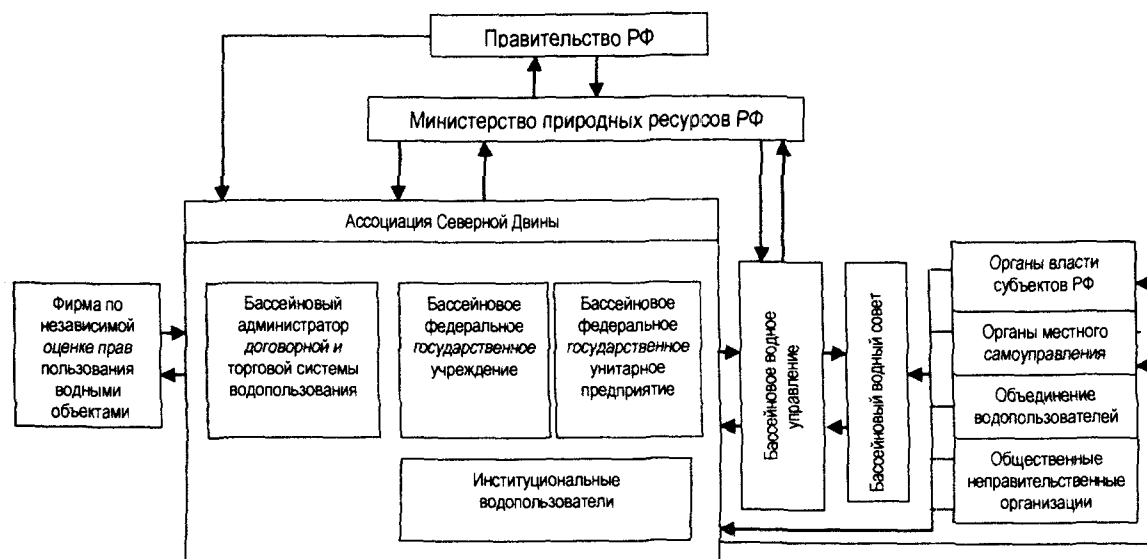 Правительство РФ
Министерство природных ресурсов РФ
Ассоциация Северной Двины
Фирма по
независимой
оценке прав
пользования
водными
объектами
Бассейновый
администратор
договорной и
торговой системы
водопользования
Бассейновое
федеральное
государственное
учреждение
Бассейновое
федеральное
государственное
унитарное
предприятие
Институциональные
водопользователи
Бассейновое водное
управление
Бассейновый водный совет
Органы власти
субъектов РФ
Органы местного
самоуправления
Объединение
водопользователей
Общественные
неправительственные
организации